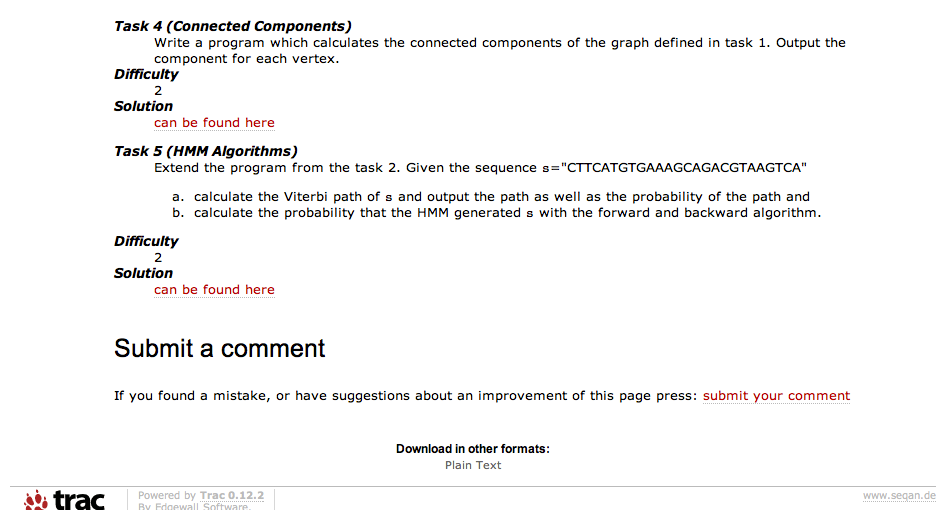 Task 4 (Connected Components)
Write a program which calculates the connected components of the graph defined in task 1. Output the
component for each vertex.
Difficulty
2
Solution
can be found here
Task 5 (HMM Algorithms)
Extend the program from the task 2. Given the sequence s="CTTCATGTGAAAGCAGACGTAAGTCA"
a. calculate the Viterbi path of s and output the path as well as the probability of the path and
b. calculate the probability that the HMM generated s with the forward and backward algorithm.
Difficulty
2
Solution
can be found here
Submit a comment
If you found a mistake, or have suggestions about an improvement of this page press: submit your comment
Download in other formats:
Plain Text
trac
Powered by Trac 0.12.2
By Edgewall Software.
www.seqan.de